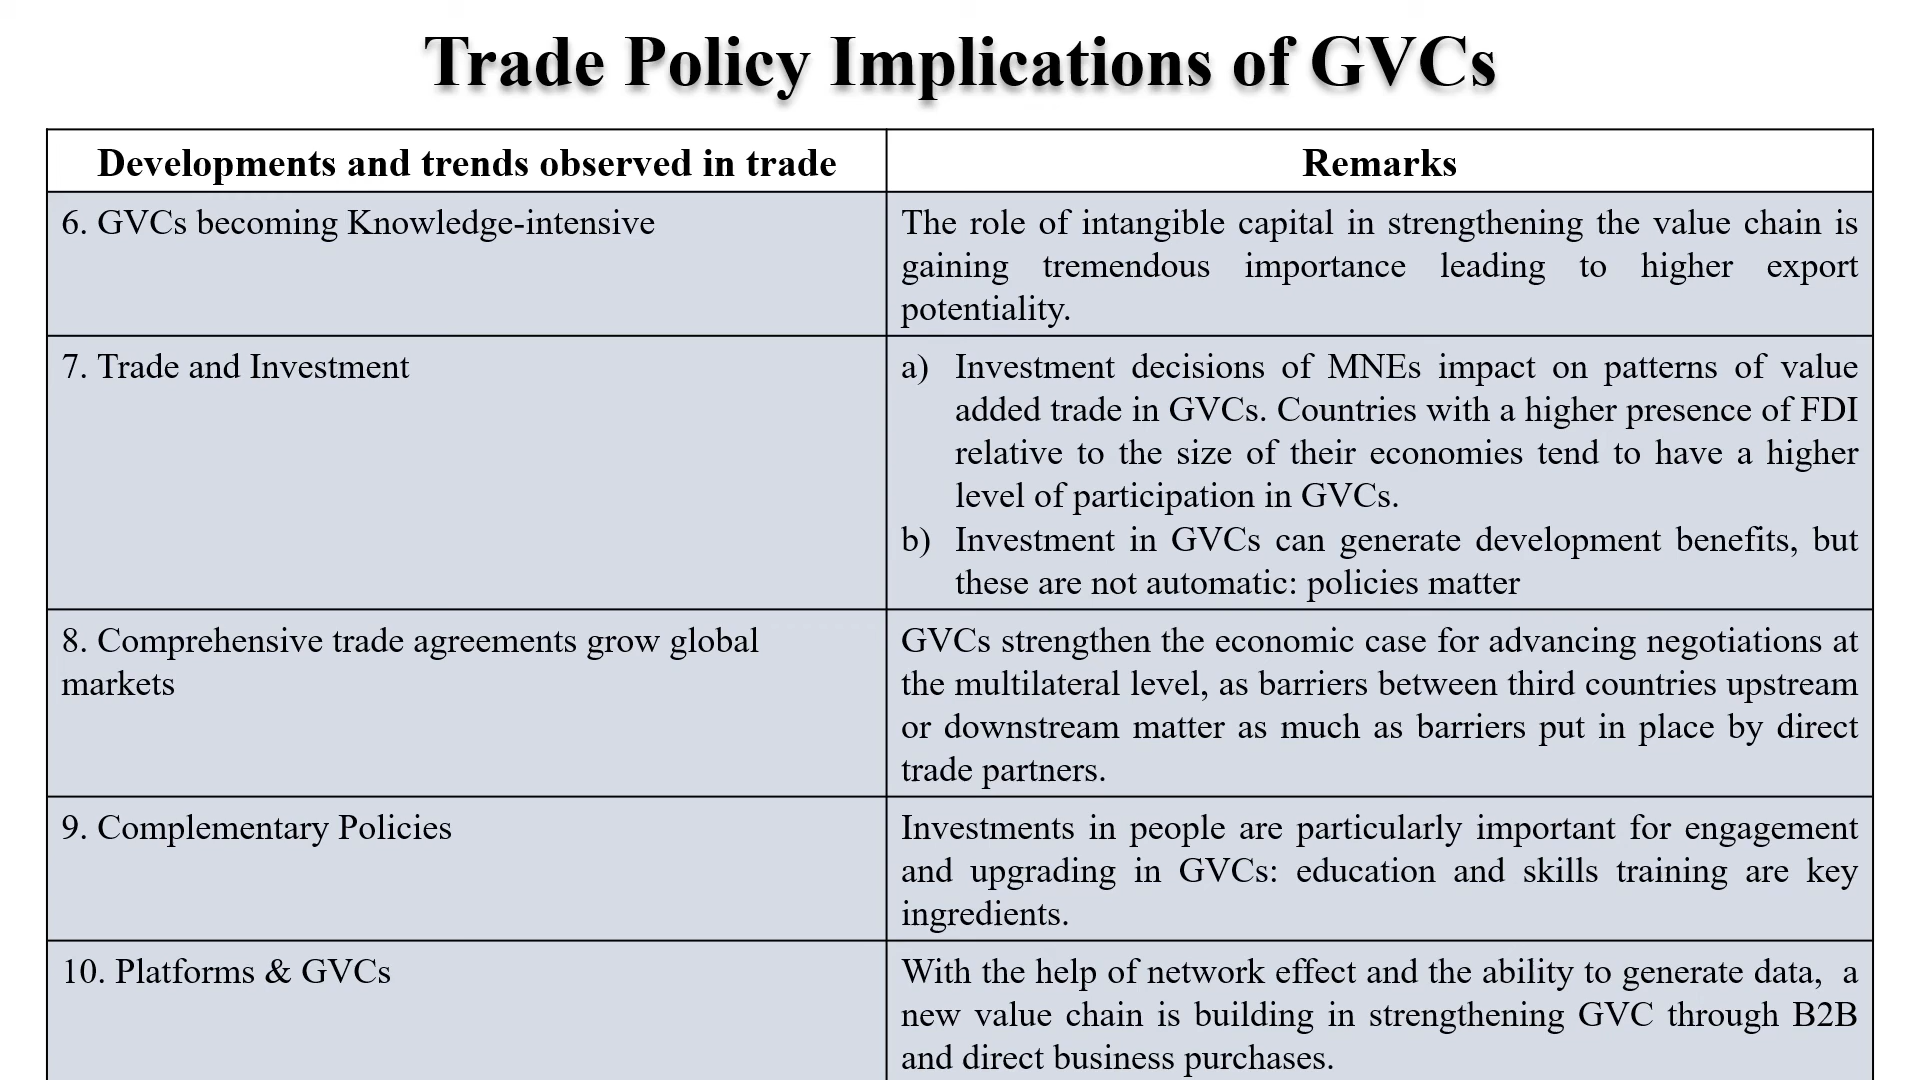 Trade Policy Implications of GVCs
Developments and trends observed in trade
Remarks
6. GVCs becoming Knowledge-intensive
The role of intangible capital in strengthening the value chain is
gaining tremendous importance leading to higher export
potentiality.
7. Trade and Investment
a) Investment decisions of MNEs impact on patterns of value
added trade in GVCs. Countries with a higher presence of FDI
relative to the size of their economies tend to have a higher
level of participation in GVCs.
b) Investment in GVCs can generate development benefits, but
these are not automatic: policies matter
8. Comprehensive trade agreements grow global
markets
GVCs strengthen the economic case for advancing negotiations at
the multilateral level, as barriers between third countries upstream
or downstream matter as much as barriers put in place by direct
trade partners.
9. Complementary Policies
Investments in people are particularly important for engagement
and upgrading in GVCs: education and skills training are key
ingredients.
10. Platforms & GVCs
With the help of network effect and the ability to generate data, a
new value chain is building in strengthening GVC through B2B
and direct business purchases.